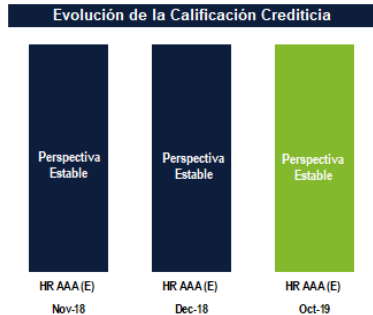 Evolución de la Calificación Crediticia
Perspectiva Perspectiva Perspectiva
Estable Estable Estable
HR AAA (E) HR AAA (E) HR AAA (E)
Nov-18 Dec-18 Oct-19